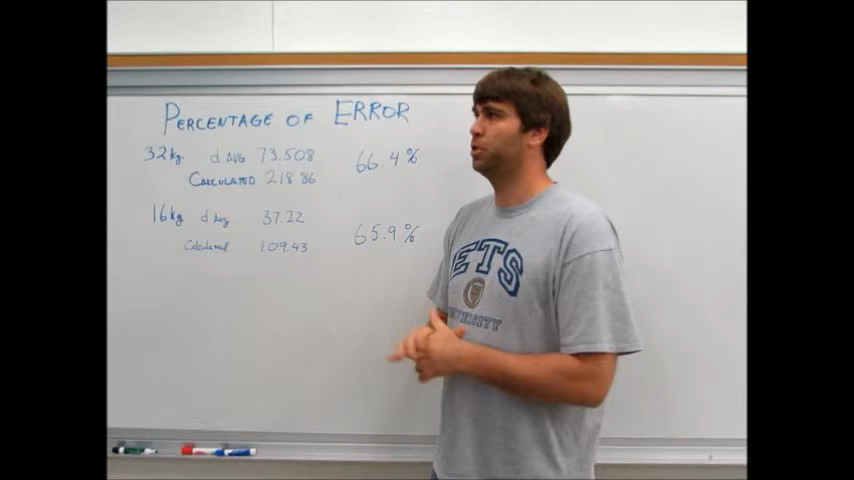 PERCENTAGE OF ERROR
32kg. d AVG 73.508 66.4%
CALCULATED 218.86
16kg d Avg 37.22 65.9%
Calculated 109.43
ETS